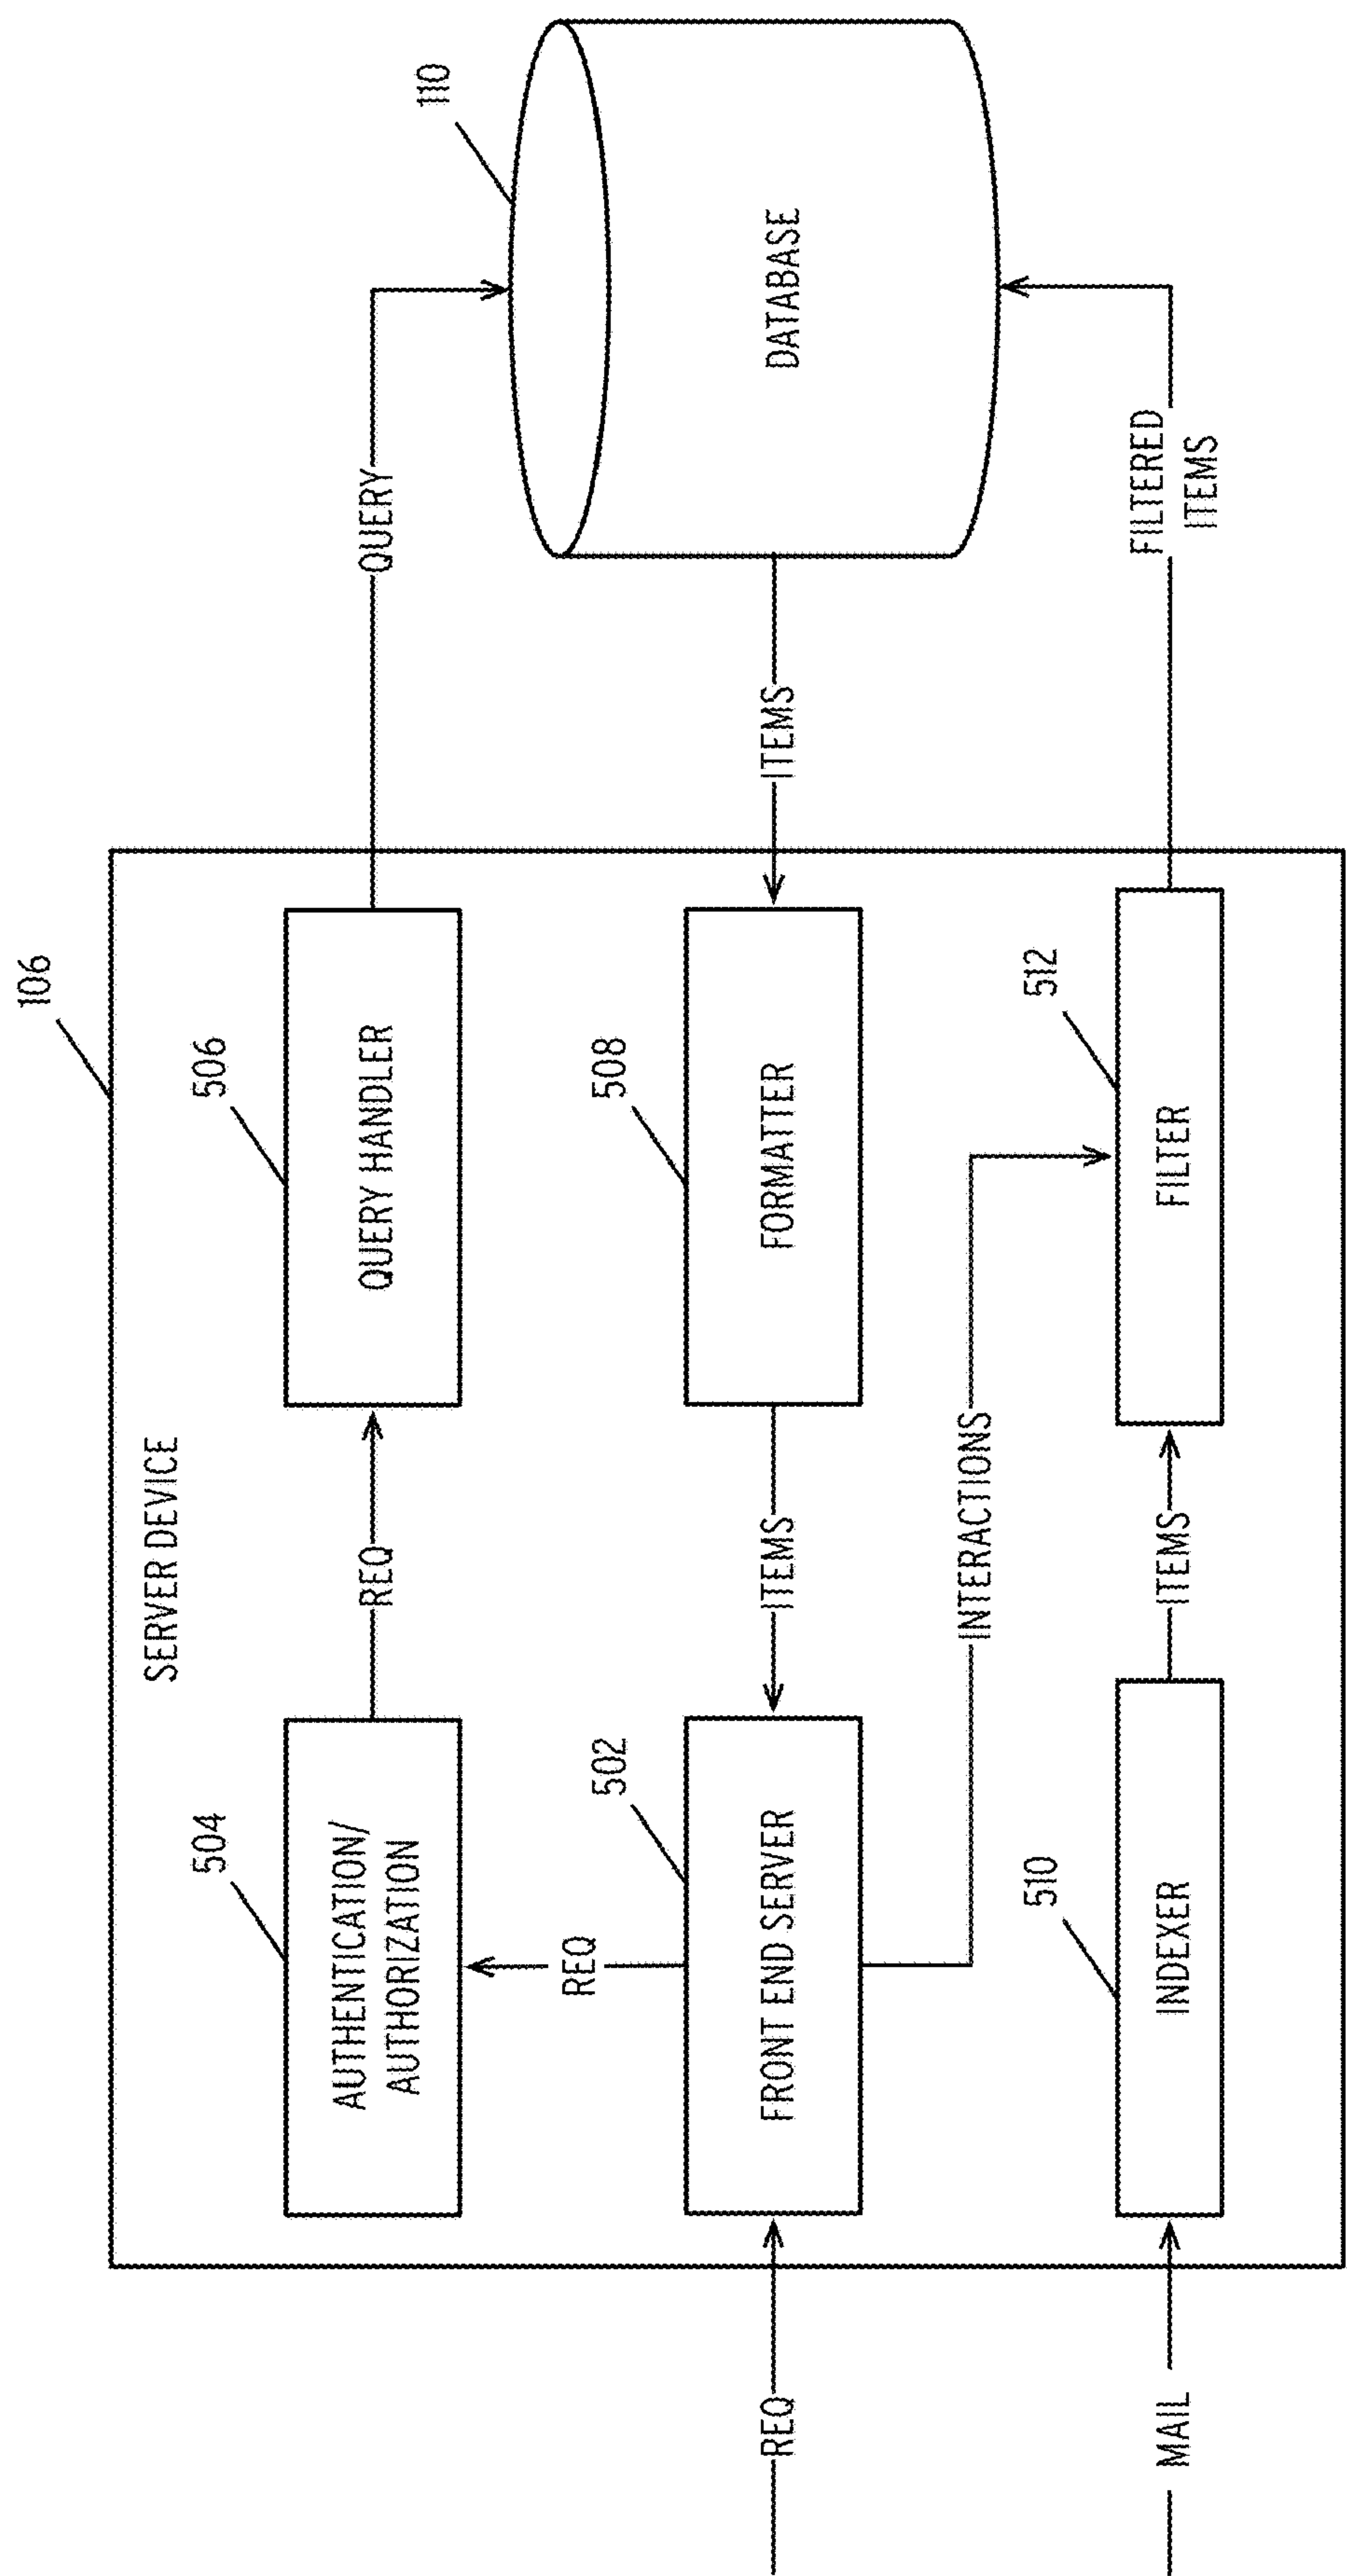 106
SERVER DEVICE
504
AUTHENTICATION/
AUTHORIZATION
REQ
506
QUERY HANDLER
QUERY
110
DATABASE
REQ
REQ
502
FRONT END SERVER
ITEMS
508
FORMATTER
ITEMS
INTERACTIONS
MAIL
510
INDEXER
ITEMS
512
FILTER
FILTERED
ITEMS